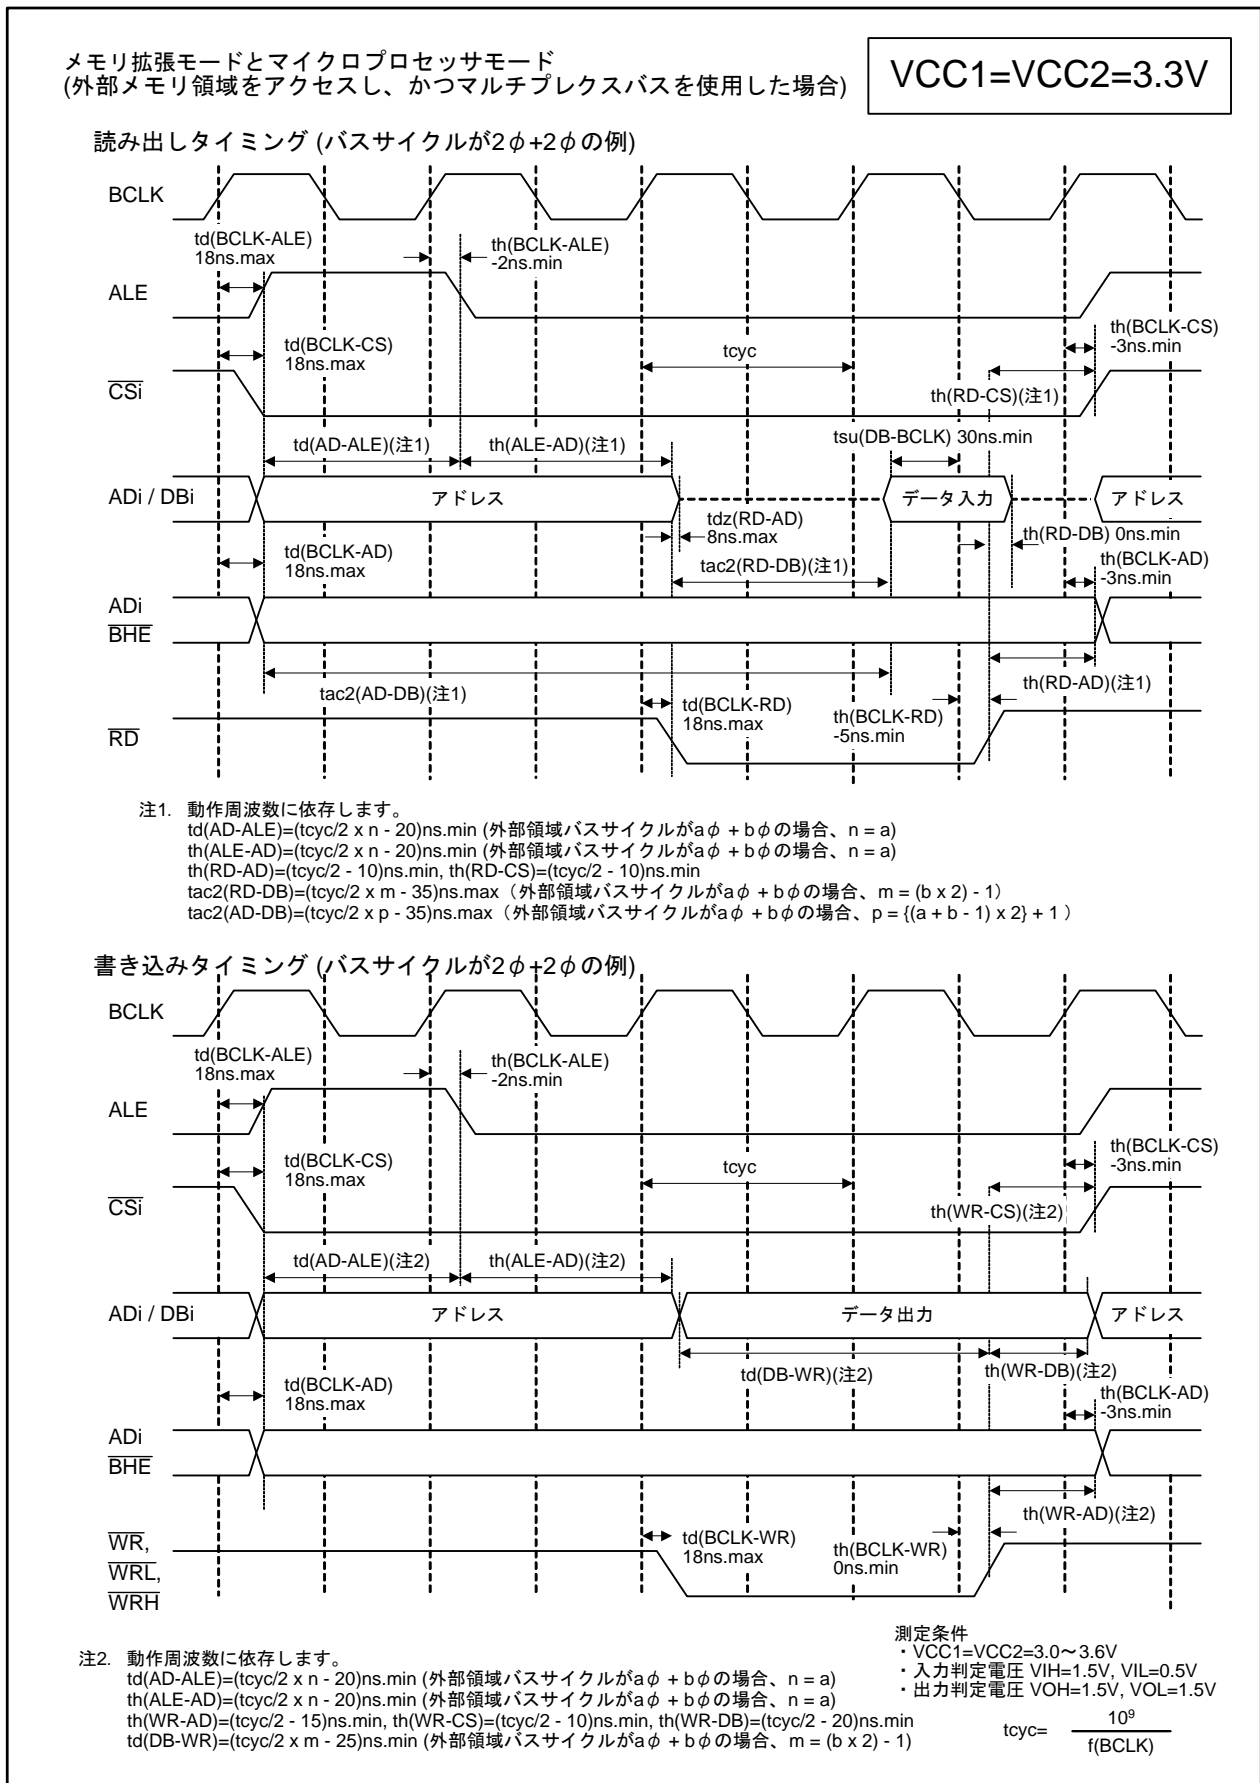 メモリ拡張モードとマイクロプロセッサモード
(外部メモリ領域をアクセスし、かつマルチプレクスバスを使用した場合)
VCC1=VCC2=3.3V
読み出しタイミング (バスサイクルが2φ+2φの例)
BCLK
td(BCLK-ALE)
18ns.max
th(BCLK-ALE)
-2ns.min
ALE
td(BCLK-CS)
18ns.max
tcyc
th(BCLK-CS)
-3ns.min
CSi
th(RD-CS)(注1)
td(AD-ALE)(注1)
th(ALE-AD)(注1)
tsu(DB-BCLK) 30ns.min
ADi / DBi
アドレス
データ入力
アドレス
tdz(RD-AD)
8ns.max
th(RD-DB) 0ns.min
td(BCLK-AD)
18ns.max
tac2(RD-DB)(注1)
th(BCLK-AD)
-3ns.min
ADi
BHE
tac2(AD-DB)(注1)
th(RD-AD)(注1)
td(BCLK-RD)
18ns.max
th(BCLK-RD)
-5ns.min
RD
注1. 動作周波数に依存します。
td(AD-ALE)=(tcyc/2 x n - 20)ns.min (外部領域バスサイクルがaφ + bφの場合、n = a)
th(ALE-AD)=(tcyc/2 x n - 20)ns.min (外部領域バスサイクルがaφ + bφの場合、n = a)
th(RD-AD)=(tcyc/2 - 10)ns.min, th(RD-CS)=(tcyc/2 - 10)ns.min
tac2(RD-DB)=(tcyc/2 x m - 35)ns.max (外部領域バスサイクルがaφ + bφの場合、m = (b x 2) - 1)
tac2(AD-DB)=(tcyc/2 x p - 35)ns.max (外部領域バスサイクルがaφ + bφの場合、p = {(a + b - 1) x 2} + 1 )
書き込みタイミング (バスサイクルが2φ+2φの例)
BCLK
td(BCLK-ALE)
18ns.max
th(BCLK-ALE)
-2ns.min
ALE
td(BCLK-CS)
18ns.max
tcyc
th(BCLK-CS)
-3ns.min
CSi
th(WR-CS)(注2)
td(AD-ALE)(注2)
th(ALE-AD)(注2)
ADi / DBi
アドレス
データ出力
アドレス
td(DB-WR)(注2)
th(WR-DB)(注2)
td(BCLK-AD)
18ns.max
th(BCLK-AD)
-3ns.min
ADi
BHE
th(WR-AD)(注2)
td(BCLK-WR)
18ns.max
th(BCLK-WR)
0ns.min
WR,
WRL,
WRH
注2. 動作周波数に依存します。
td(AD-ALE)=(tcyc/2 x n - 20)ns.min (外部領域バスサイクルがaφ + bφの場合、n = a)
th(ALE-AD)=(tcyc/2 x n - 20)ns.min (外部領域バスサイクルがaφ + bφの場合、n = a)
th(WR-AD)=(tcyc/2 - 15)ns.min, th(WR-CS)=(tcyc/2 - 10)ns.min, th(WR-DB)=(tcyc/2 - 20)ns.min
td(DB-WR)=(tcyc/2 x m - 25)ns.min (外部領域バスサイクルがaφ + bφの場合、m = (b x 2) - 1)
測定条件
・VCC1=VCC2=3.0～3.6V
・入力判定電圧 VIH=1.5V, VIL=0.5V
・出力判定電圧 VOH=1.5V, VOL=1.5V
tcyc= 10⁹
f(BCLK)